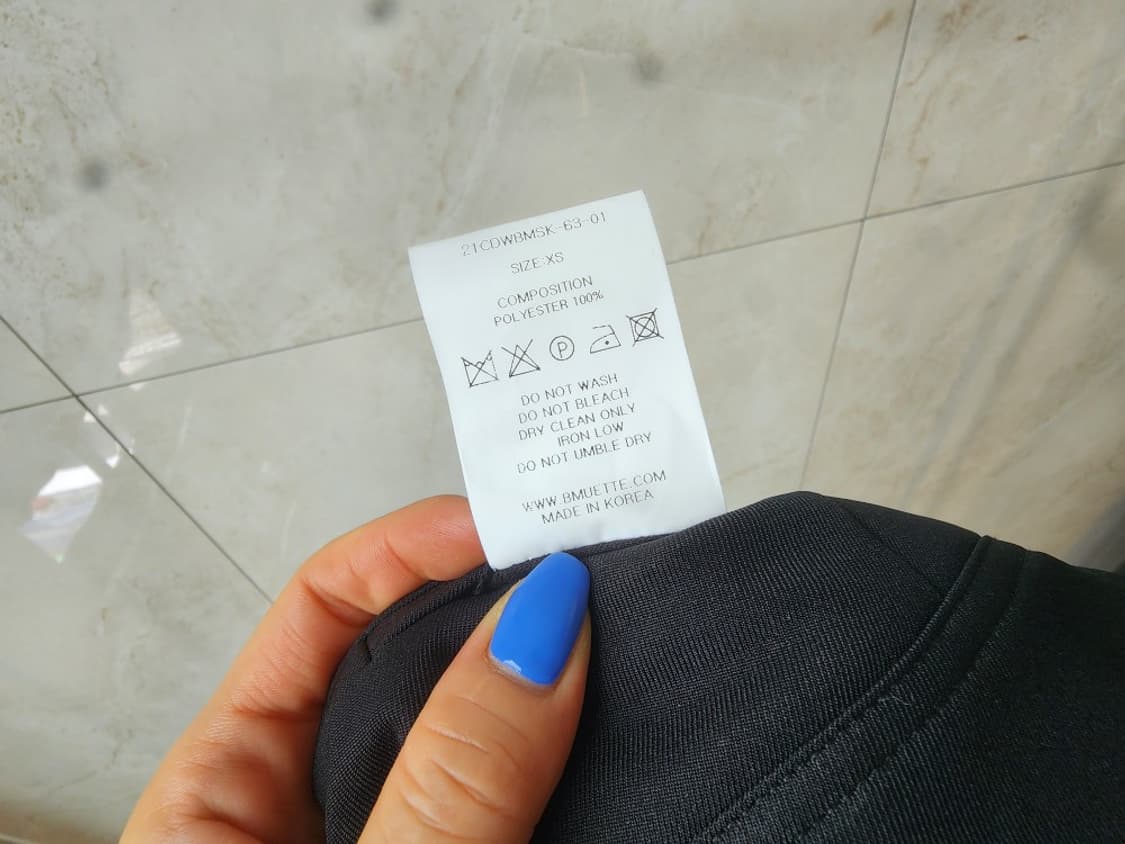 21CDWBMSK-63-01
SIZE:XS
COMPOSITION
POLYESTER 100%
P
DO NOT WASH
DO NOT BLEACH
DRY CLEAN ONLY
IRON LOW
DO NOT UMBLE DRY
WWW.BMUETTE.COM
MADE IN KOREA